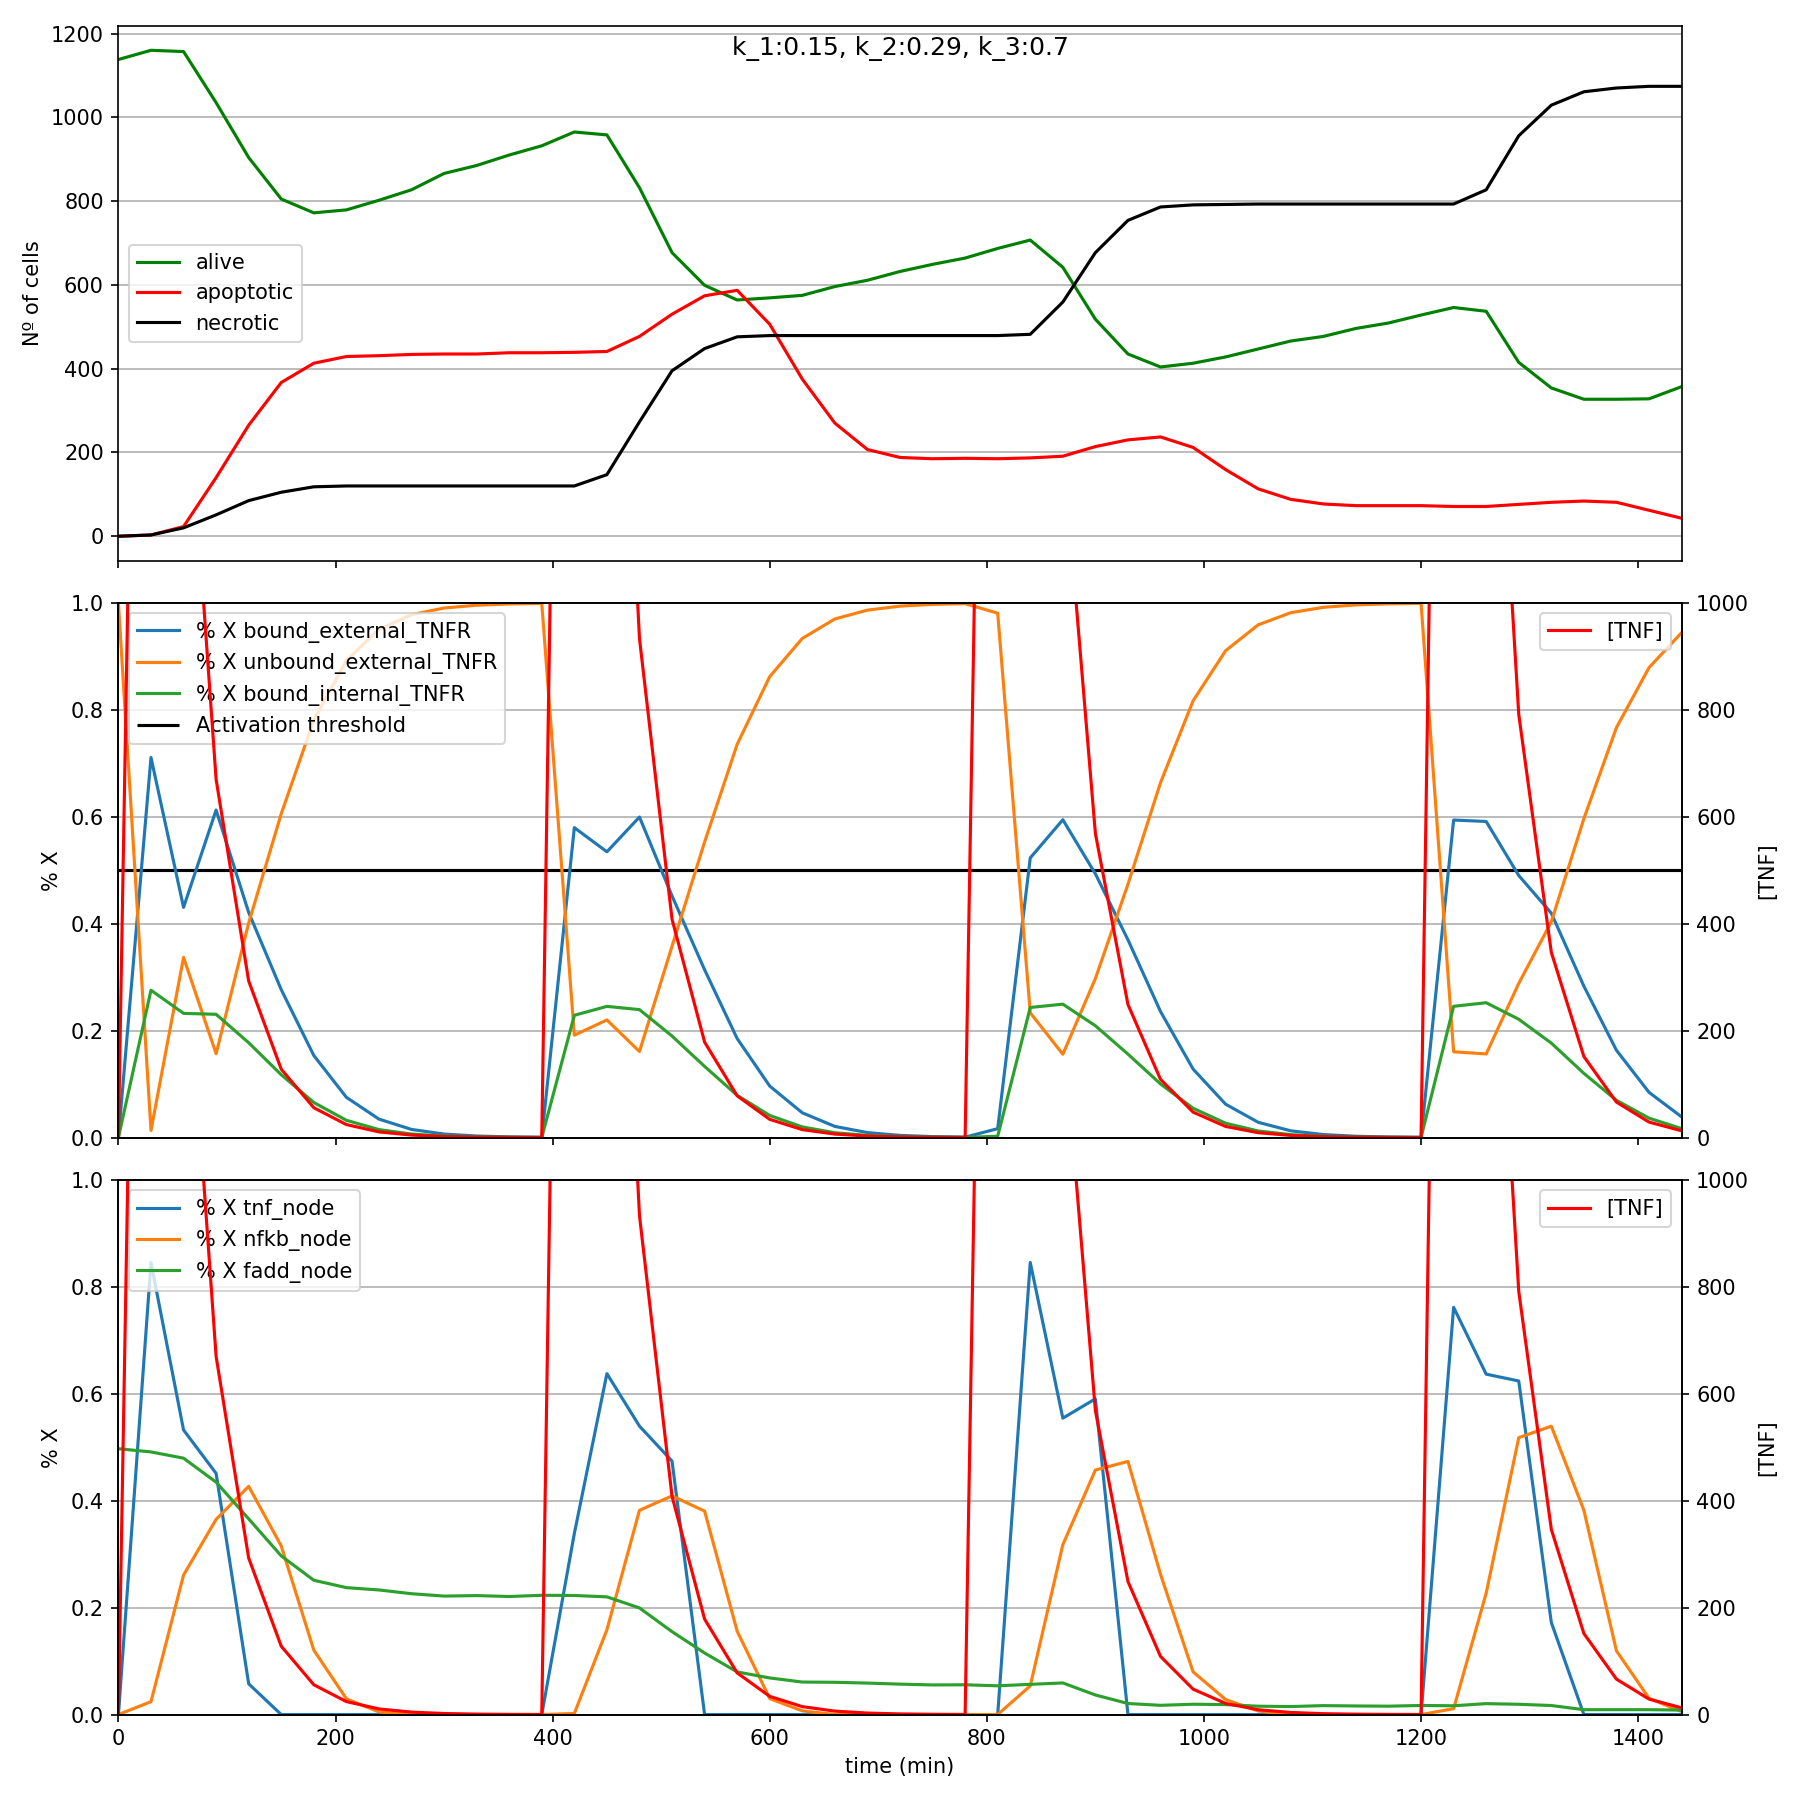 k_1:0.15, k_2:0.29, k_3:0.7
1200
1000
800
600
400
200
0
Nº of cells
alive
apoptotic
necrotic
1.0
0.8
0.6
0.4
0.2
0.0
% X
% X bound_external_TNFR
% X unbound_external_TNFR
% X bound_internal_TNFR
Activation threshold
[TNF]
1000
800
600
400
200
0
[TNF]
1.0
0.8
0.6
0.4
0.2
0.0
% X
% X tnf_node
% X nfkb_node
% X fadd_node
[TNF]
1000
800
600
400
200
0
[TNF]
0 200 400 600 800 1000 1200 1400
time (min)